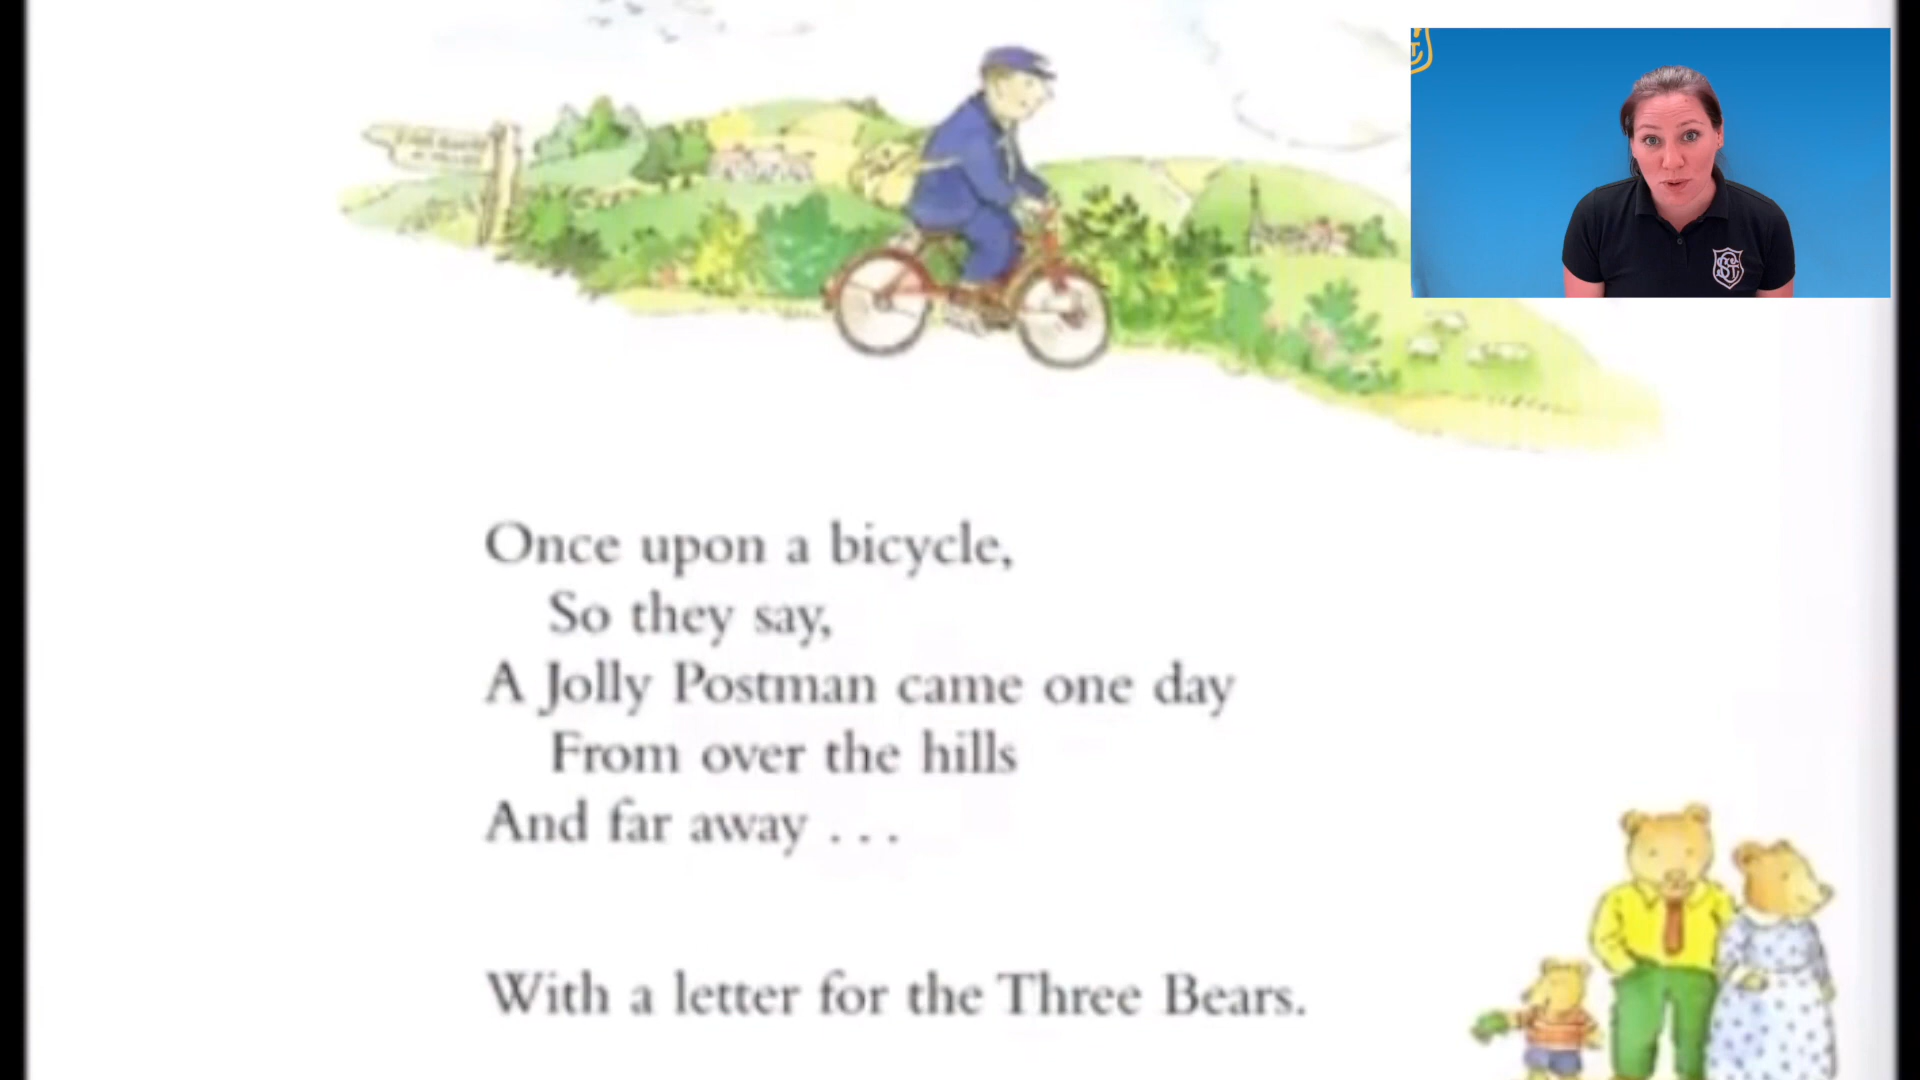 Once upon a bicycle,
So they say,
A Jolly Postman came one day
From over the hills
And far away . . .
With a letter for the Three Bears.